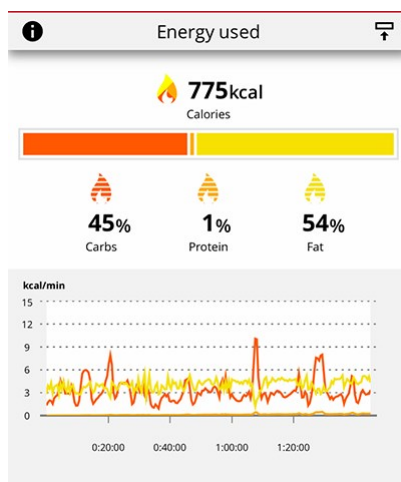 Energy used
775kcal
Calories
45% 1% 54%
Carbs Protein Fat
kcal/min
15
12
9
6
3
0
0:20:00 0:40:00 1:00:00 1:20:00